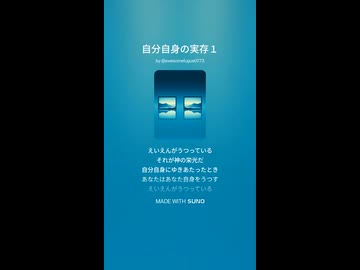 自分自身の実存１
by @awesomefugue0773
えいえんがうつっている
それが神の栄光だ
自分自身にゆきあたったとき
あなたはあなた自身をうつす
えいえんがうつっている
MADE WITH SUNO